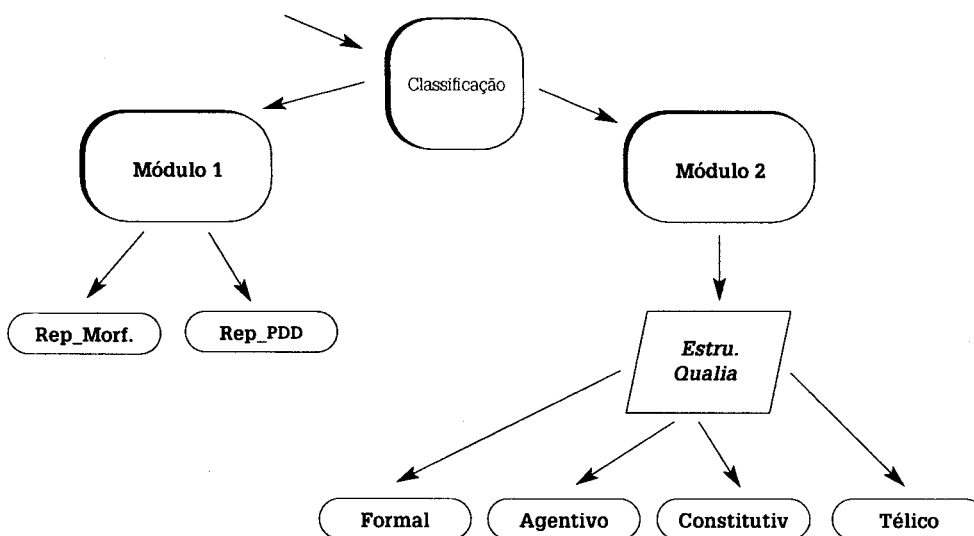 Classificação
Módulo 1
Módulo 2
Rep_Morf.
Rep_PDD
Estru.
Qualia
Formal
Agentivo
Constitutiv
Télico